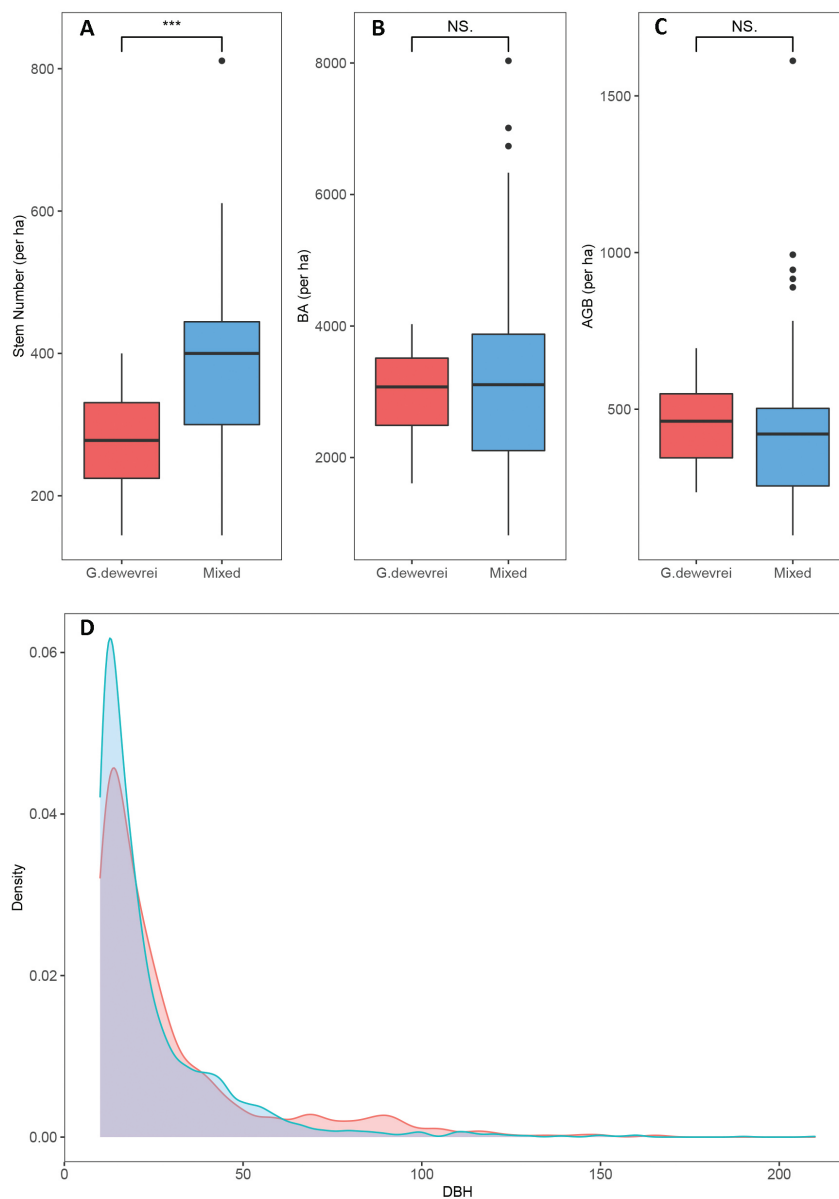 A
***
Stem Number (per ha)
800
600
400
200
G.dewevrei
Mixed
B
NS.
BA (per ha)
8000
6000
4000
2000
G.dewevrei
Mixed
C
NS.
AGB (per ha)
1500
1000
500
G.dewevrei
Mixed
D
Density
0.06
0.04
0.02
0.00
0
50
100
150
200
DBH